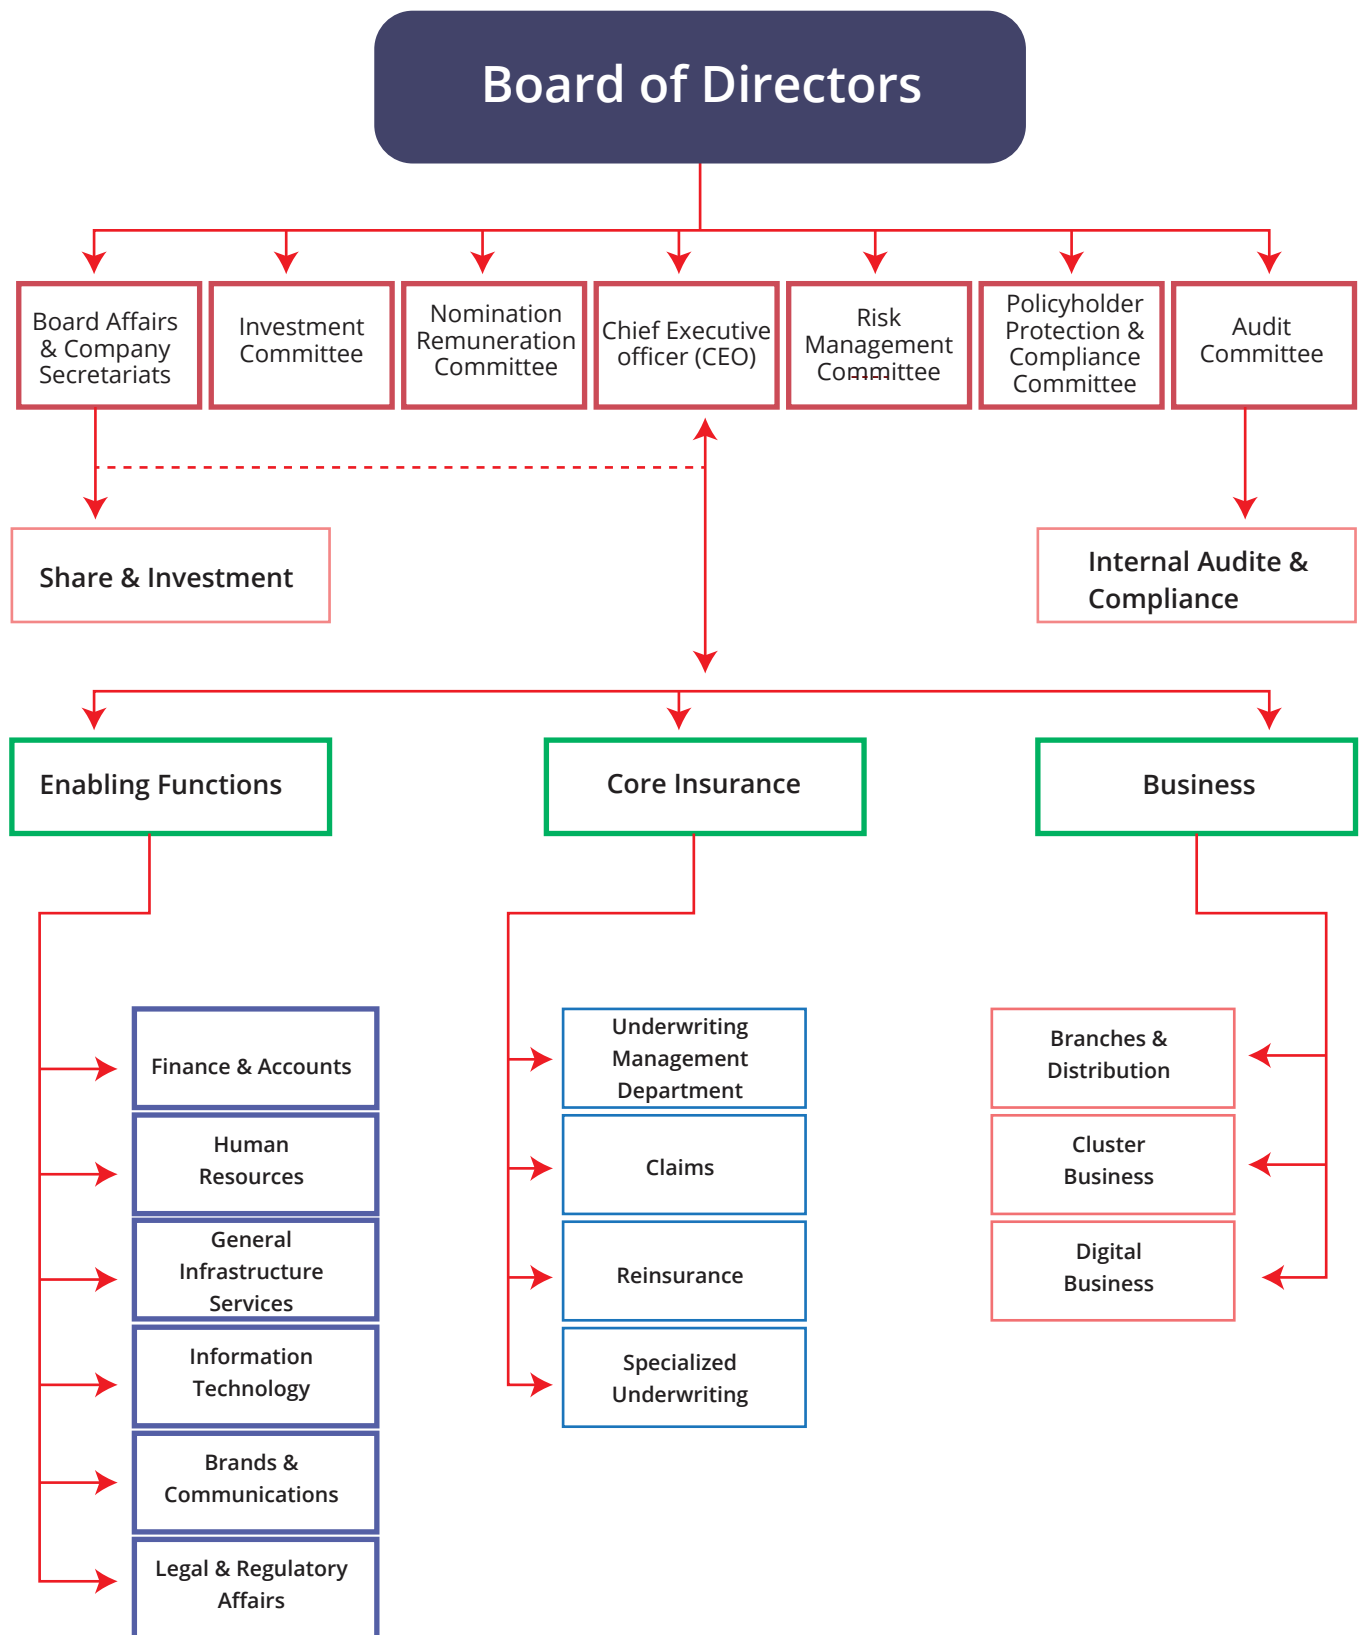 Board of Directors
Board Affairs
& Company
Secretariats
Investment
Committee
Nomination
Remuneration
Committee
Chief Executive
officer (CEO)
Risk
Management
Committee
Policyholder
Protection &
Compliance
Committee
Audit
Committee
Share & Investment
Internal Audite &
Compliance
Enabling Functions
Core Insurance
Business
Finance & Accounts
Human
Resources
General
Infrastructure
Services
Information
Technology
Brands &
Communications
Legal & Regulatory
Affairs
Underwriting
Management
Department
Claims
Reinsurance
Specialized
Underwriting
Branches &
Distribution
Cluster
Business
Digital
Business